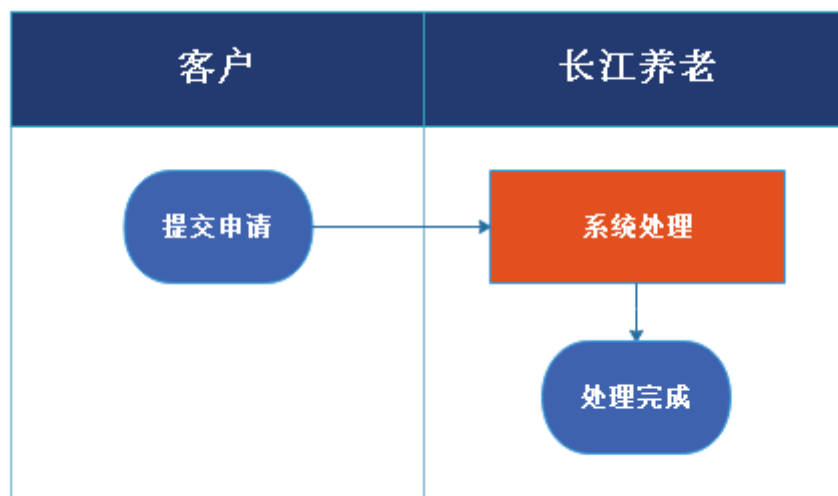 客户
长江养老
提交申请
系统处理
处理完成